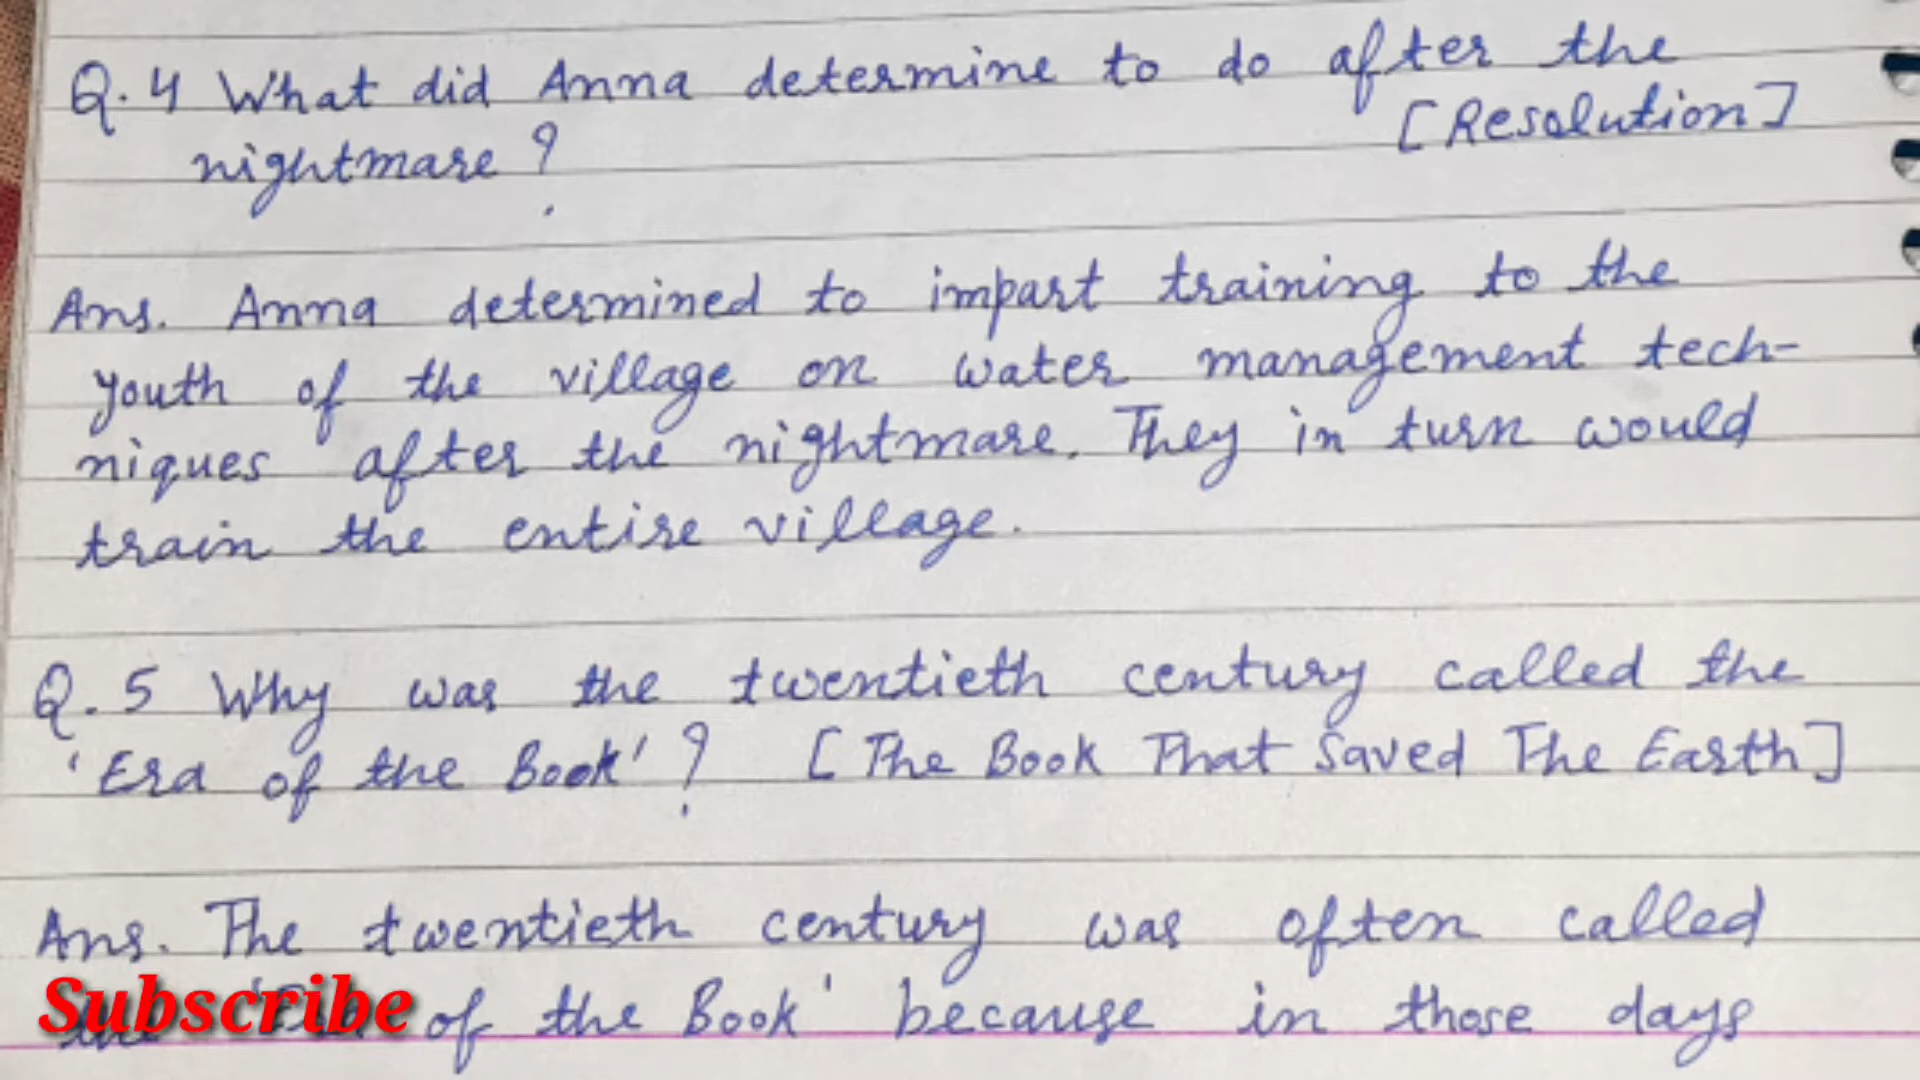 Q.4 What did Anna determine to do after the
nightmare?
[Resolution]
Ans. Anna determined to impart training to the
youth of the village on water management tech-
niques after the nightmare. They in turn would
train the entire village.
Q.5 Why was the twentieth century called the
'Era of the Book'? [The Book That Saved The Earth]
Ans. The twentieth century was often called
Subscribe
of the Book' because in those days